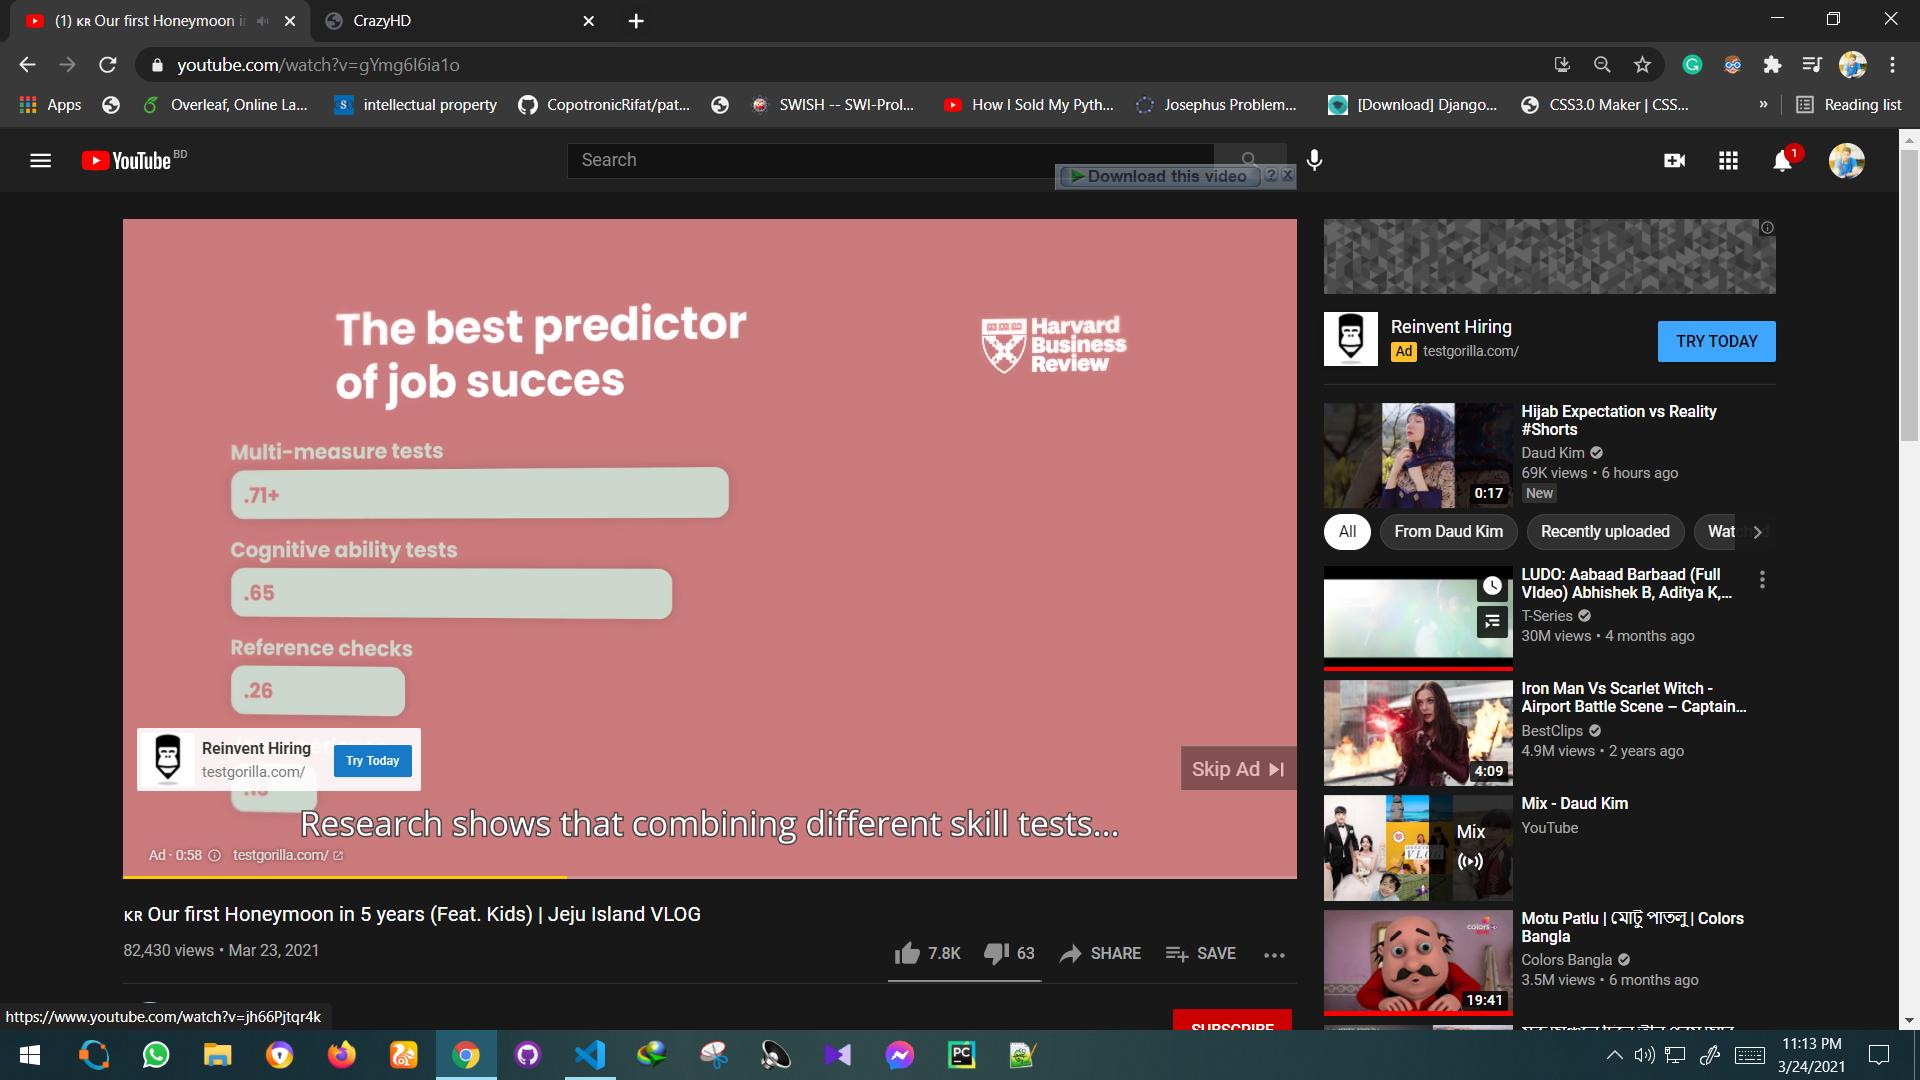 (1) 🇰🇷 Our first Honeymoon i
CrazyHD
youtube.com/watch?v=gYmg6I6ia1o
Apps
Overleaf, Online La...
intellectual property
CopotronicRifat/pat...
SWISH -- SWI-Prol...
How I Sold My Pyth...
Josephus Problem...
[Download] Django...
CSS3.0 Maker | CSS...
»
Reading list
YouTube BD
Search
Download this video ? x
1
The best predictor
of job succes
Harvard
Business
Review
Multi-measure tests
.71+
Cognitive ability tests
.65
Reference checks
.26
Reinvent Hiring
testgorilla.com/
Try Today
Skip Ad
Research shows that combining different skill tests...
Ad · 0:58
testgorilla.com/
🇰🇷 Our first Honeymoon in 5 years (Feat. Kids) | Jeju Island VLOG
82,430 views • Mar 23, 2021
7.8K
63
SHARE
SAVE
SUBSCRIBE
Reinvent Hiring
Ad testgorilla.com/
TRY TODAY
Hijab Expectation vs Reality
#Shorts
Daud Kim
69K views • 6 hours ago
New
0:17
All
From Daud Kim
Recently uploaded
Wat
LUDO: Aabaad Barbaad (Full
VIdeo) Abhishek B, Aditya K,...
T-Series
30M views • 4 months ago
Iron Man Vs Scarlet Witch -
Airport Battle Scene – Captain...
BestClips
4.9M views • 2 years ago
4:09
Mix - Daud Kim
YouTube
Mix
Motu Patlu | মোটু পাতলু | Colors
Bangla
Colors Bangla
3.5M views • 6 months ago
19:41
https://www.youtube.com/watch?v=jh66Pjtqr4k
11:13 PM
3/24/2021